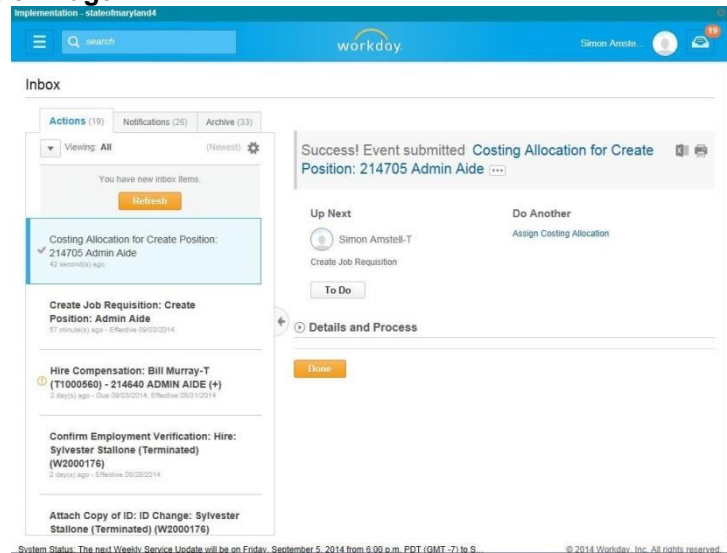 Implementation - stateofmaryland4
search
workday.
Simon Amste...
19
Inbox
Actions (19)
Notifications (26)
Archive (33)
Viewing: All
(Newest)
You have new inbox items.
Refresh
Costing Allocation for Create Position:
214705 Admin Aide
42 second(s) ago
Create Job Requisition: Create
Position: Admin Aide
57 minute(s) ago - Effective 09/03/2014
Hire Compensation: Bill Murray-T
(T1000560) - 214640 ADMIN AIDE (+)
2 day(s) ago - Due 09/03/2014; Effective 08/31/2014
Confirm Employment Verification: Hire:
Sylvester Stallone (Terminated)
(W2000176)
2 day(s) ago - Effective 08/20/2014
Attach Copy of ID: ID Change: Sylvester
Stallone (Terminated) (W2000176)
Success! Event submitted Costing Allocation for Create
Position: 214705 Admin Aide
Up Next
Do Another
Simon Amstell-T
Assign Costing Allocation
Create Job Requisition
To Do
Details and Process
Done
System Status: The next Weekly Service Update will be on Friday, September 5, 2014 from 6:00 p.m. PDT (GMT -7) to S...
© 2014 Workday, Inc. All rights reserved.